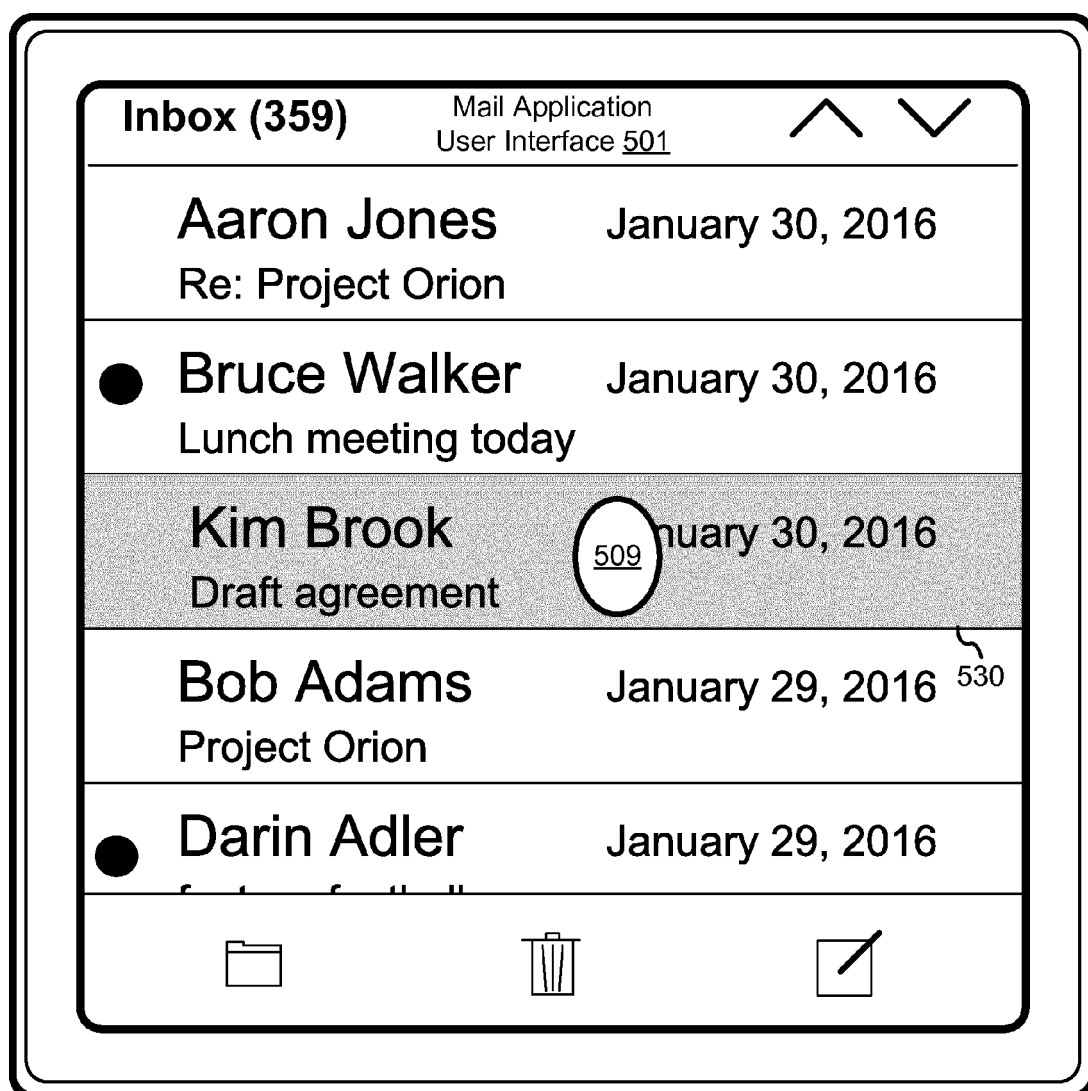 Inbox (359)
Mail Application
User Interface 501
Aaron Jones
January 30, 2016
Re: Project Orion
Bruce Walker
January 30, 2016
Lunch meeting today
Kim Brook
509
nuary 30, 2016
Draft agreement
530
Bob Adams
January 29, 2016
Project Orion
Darin Adler
January 29, 2016